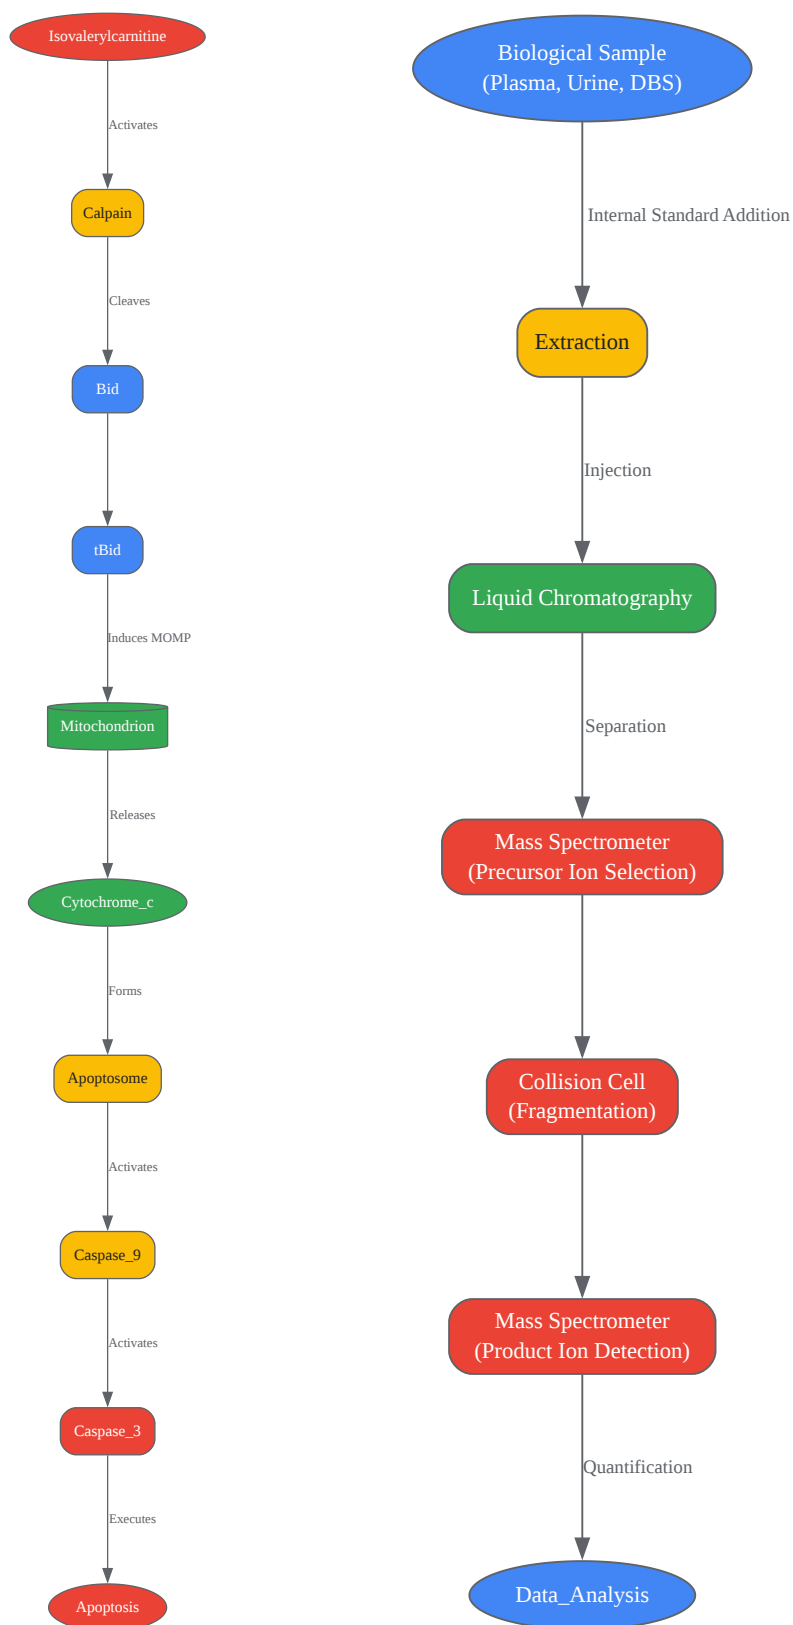 Isovalerylcarnitine
Activates
Calpain
Cleaves
Bid
tBid
Induces MOMP
Mitochondrion
Releases
Cytochrome_c
Forms
Apoptosome
Activates
Caspase_9
Activates
Caspase_3
Executes
Apoptosis
Biological Sample
(Plasma, Urine, DBS)
Internal Standard Addition
Extraction
Injection
Liquid Chromatography
Separation
Mass Spectrometer
(Precursor Ion Selection)
Collision Cell
(Fragmentation)
Mass Spectrometer
(Product Ion Detection)
Quantification
Data_Analysis